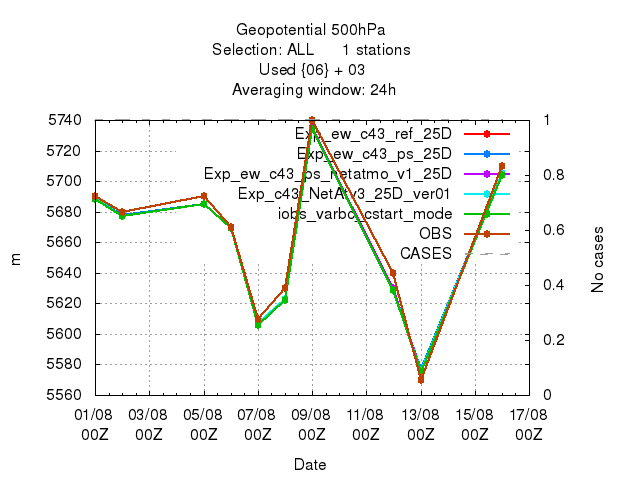 Geopotential 500hPa
Selection: ALL 1 stations
Used {06} + 03
Averaging window: 24h
5740
5720
5700
5680
5660
5640
5620
5600
5580
5560
m
1
0.8
0.6
0.4
0.2
0
No cases
Exp_ew_c43_ref_25D
Exp_ew_c43_ps_25D
Exp_ew_c43_ps_netatmo_v1_25D
Exp_c43_NetAtv3_25D_ver01
iobs_varbc_cstart_mode
OBS
CASES
01/08 03/08 05/08 07/08 09/08 11/08 13/08 15/08 17/08
00Z 00Z 00Z 00Z 00Z 00Z 00Z 00Z 00Z
Date